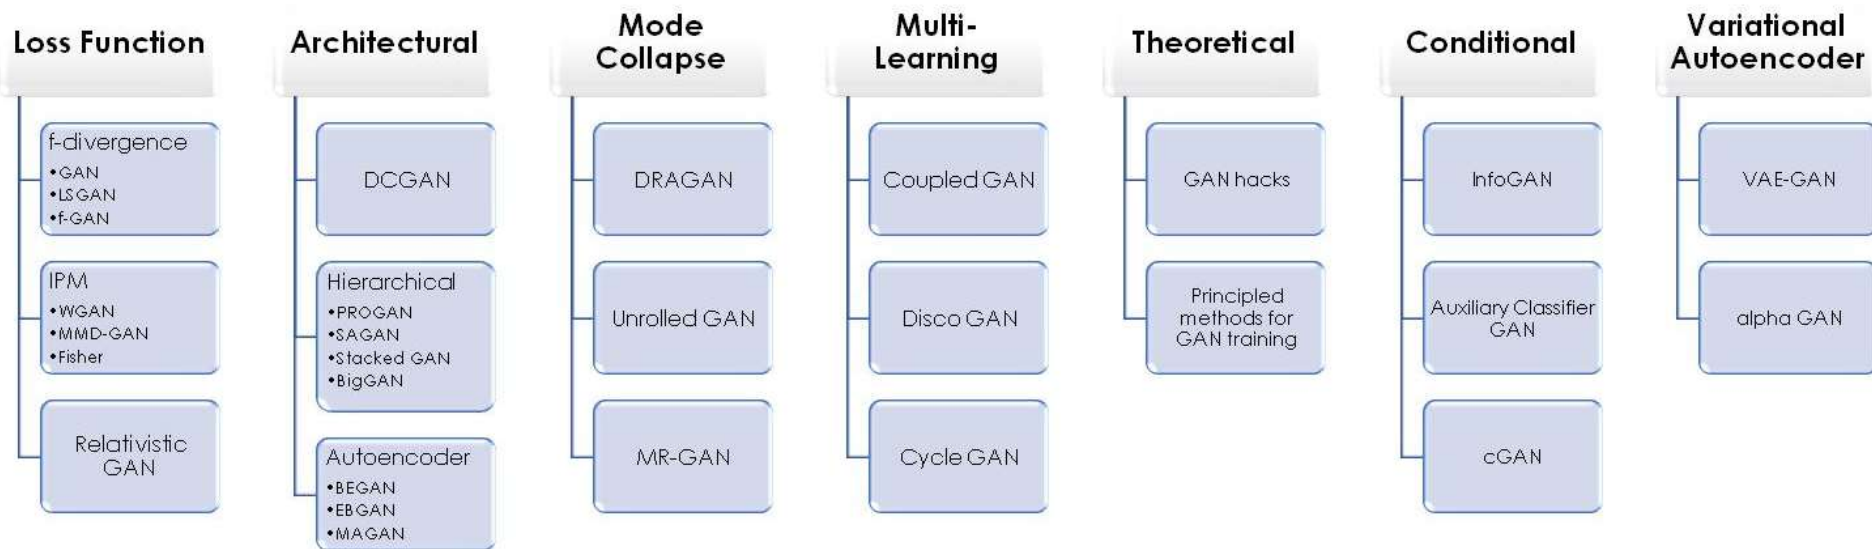 Loss Function
f-divergence
•GAN
•LSGAN
•f-GAN
IPM
•WGAN
•MMD-GAN
•Fisher
Relativistic
GAN
Architectural
DCGAN
Hierarchical
•PROGAN
•SAGAN
•Stacked GAN
•BigGAN
Autoencoder
•BEGAN
•EBGAN
•MAGAN
Mode
Collapse
DRAGAN
Unrolled GAN
MR-GAN
Multi-
Learning
Coupled GAN
Disco GAN
Cycle GAN
Theoretical
GAN hacks
Principled
methods for
GAN training
Conditional
InfoGAN
Auxiliary Classifier
GAN
cGAN
Variational
Autoencoder
VAE-GAN
alpha GAN